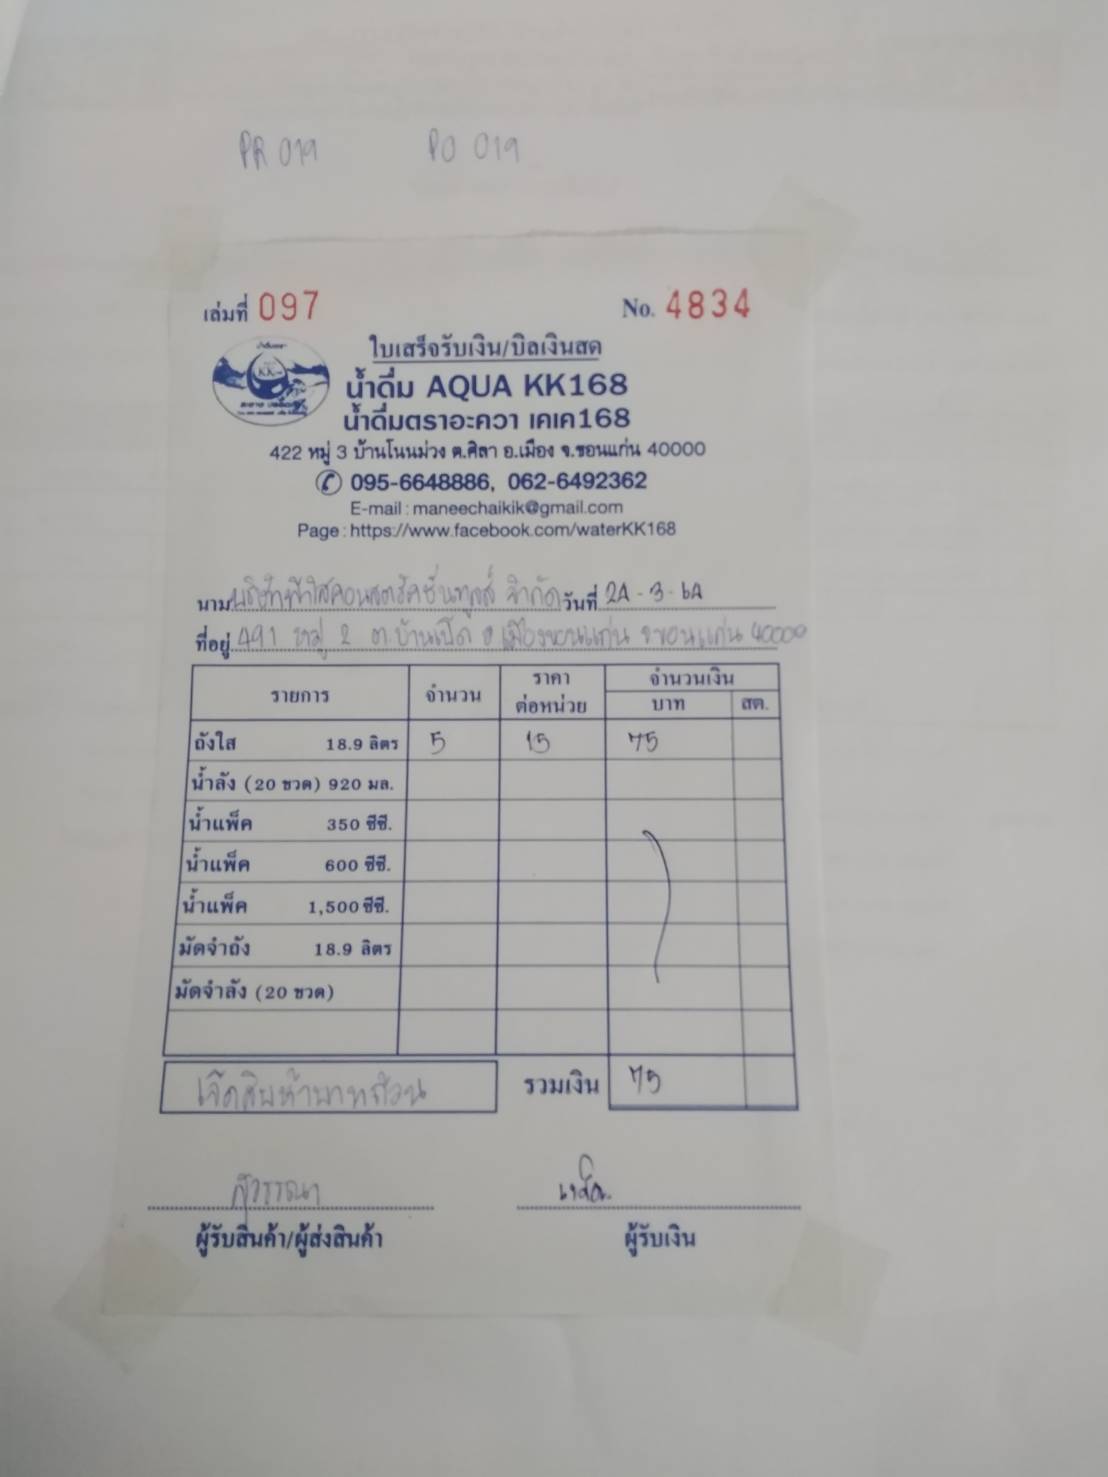 PR 019 PO 019
เล่มที่ 097 No. 4834
ใบเสร็จรับเงิน/บิลเงินสด
น้ำดื่ม AQUA KK168
น้ำดื่มตราอะควา เคเค168
422 หมู่ 3 บ้านโนนม่วง ต.ศิลา อ.เมือง จ.ขอนแก่น 40000
095-6648886, 062-6492362
E-mail : maneechaikik@gmail.com
Page : https://www.facebook.com/waterKK168
นาม บริษัทฟ้าใสคอนสตรัคชั่นทูลส์ จำกัด วันที่ 24-3-64
ที่อยู่ 491 หมู่ 2 ต.บ้านเป็ด อ.เมืองขอนแก่น จ.ขอนแก่น 40000
รายการ จำนวน ราคา ต่อหน่วย จำนวนเงิน
บาท สต.
ถังใส 18.9 ลิตร 5 15 75
น้ำลัง (20 ขวด) 920 มล.
น้ำแพ็ค 350 ซีซี.
น้ำแพ็ค 600 ซีซี.
น้ำแพ็ค 1,500 ซีซี.
มัดจำถัง 18.9 ลิตร
มัดจำลัง (20 ขวด)
เจ็ดสิบห้าบาทถ้วน รวมเงิน 75
สุวรรณา
ผู้รับสินค้า/ผู้ส่งสินค้า ผู้รับเงิน